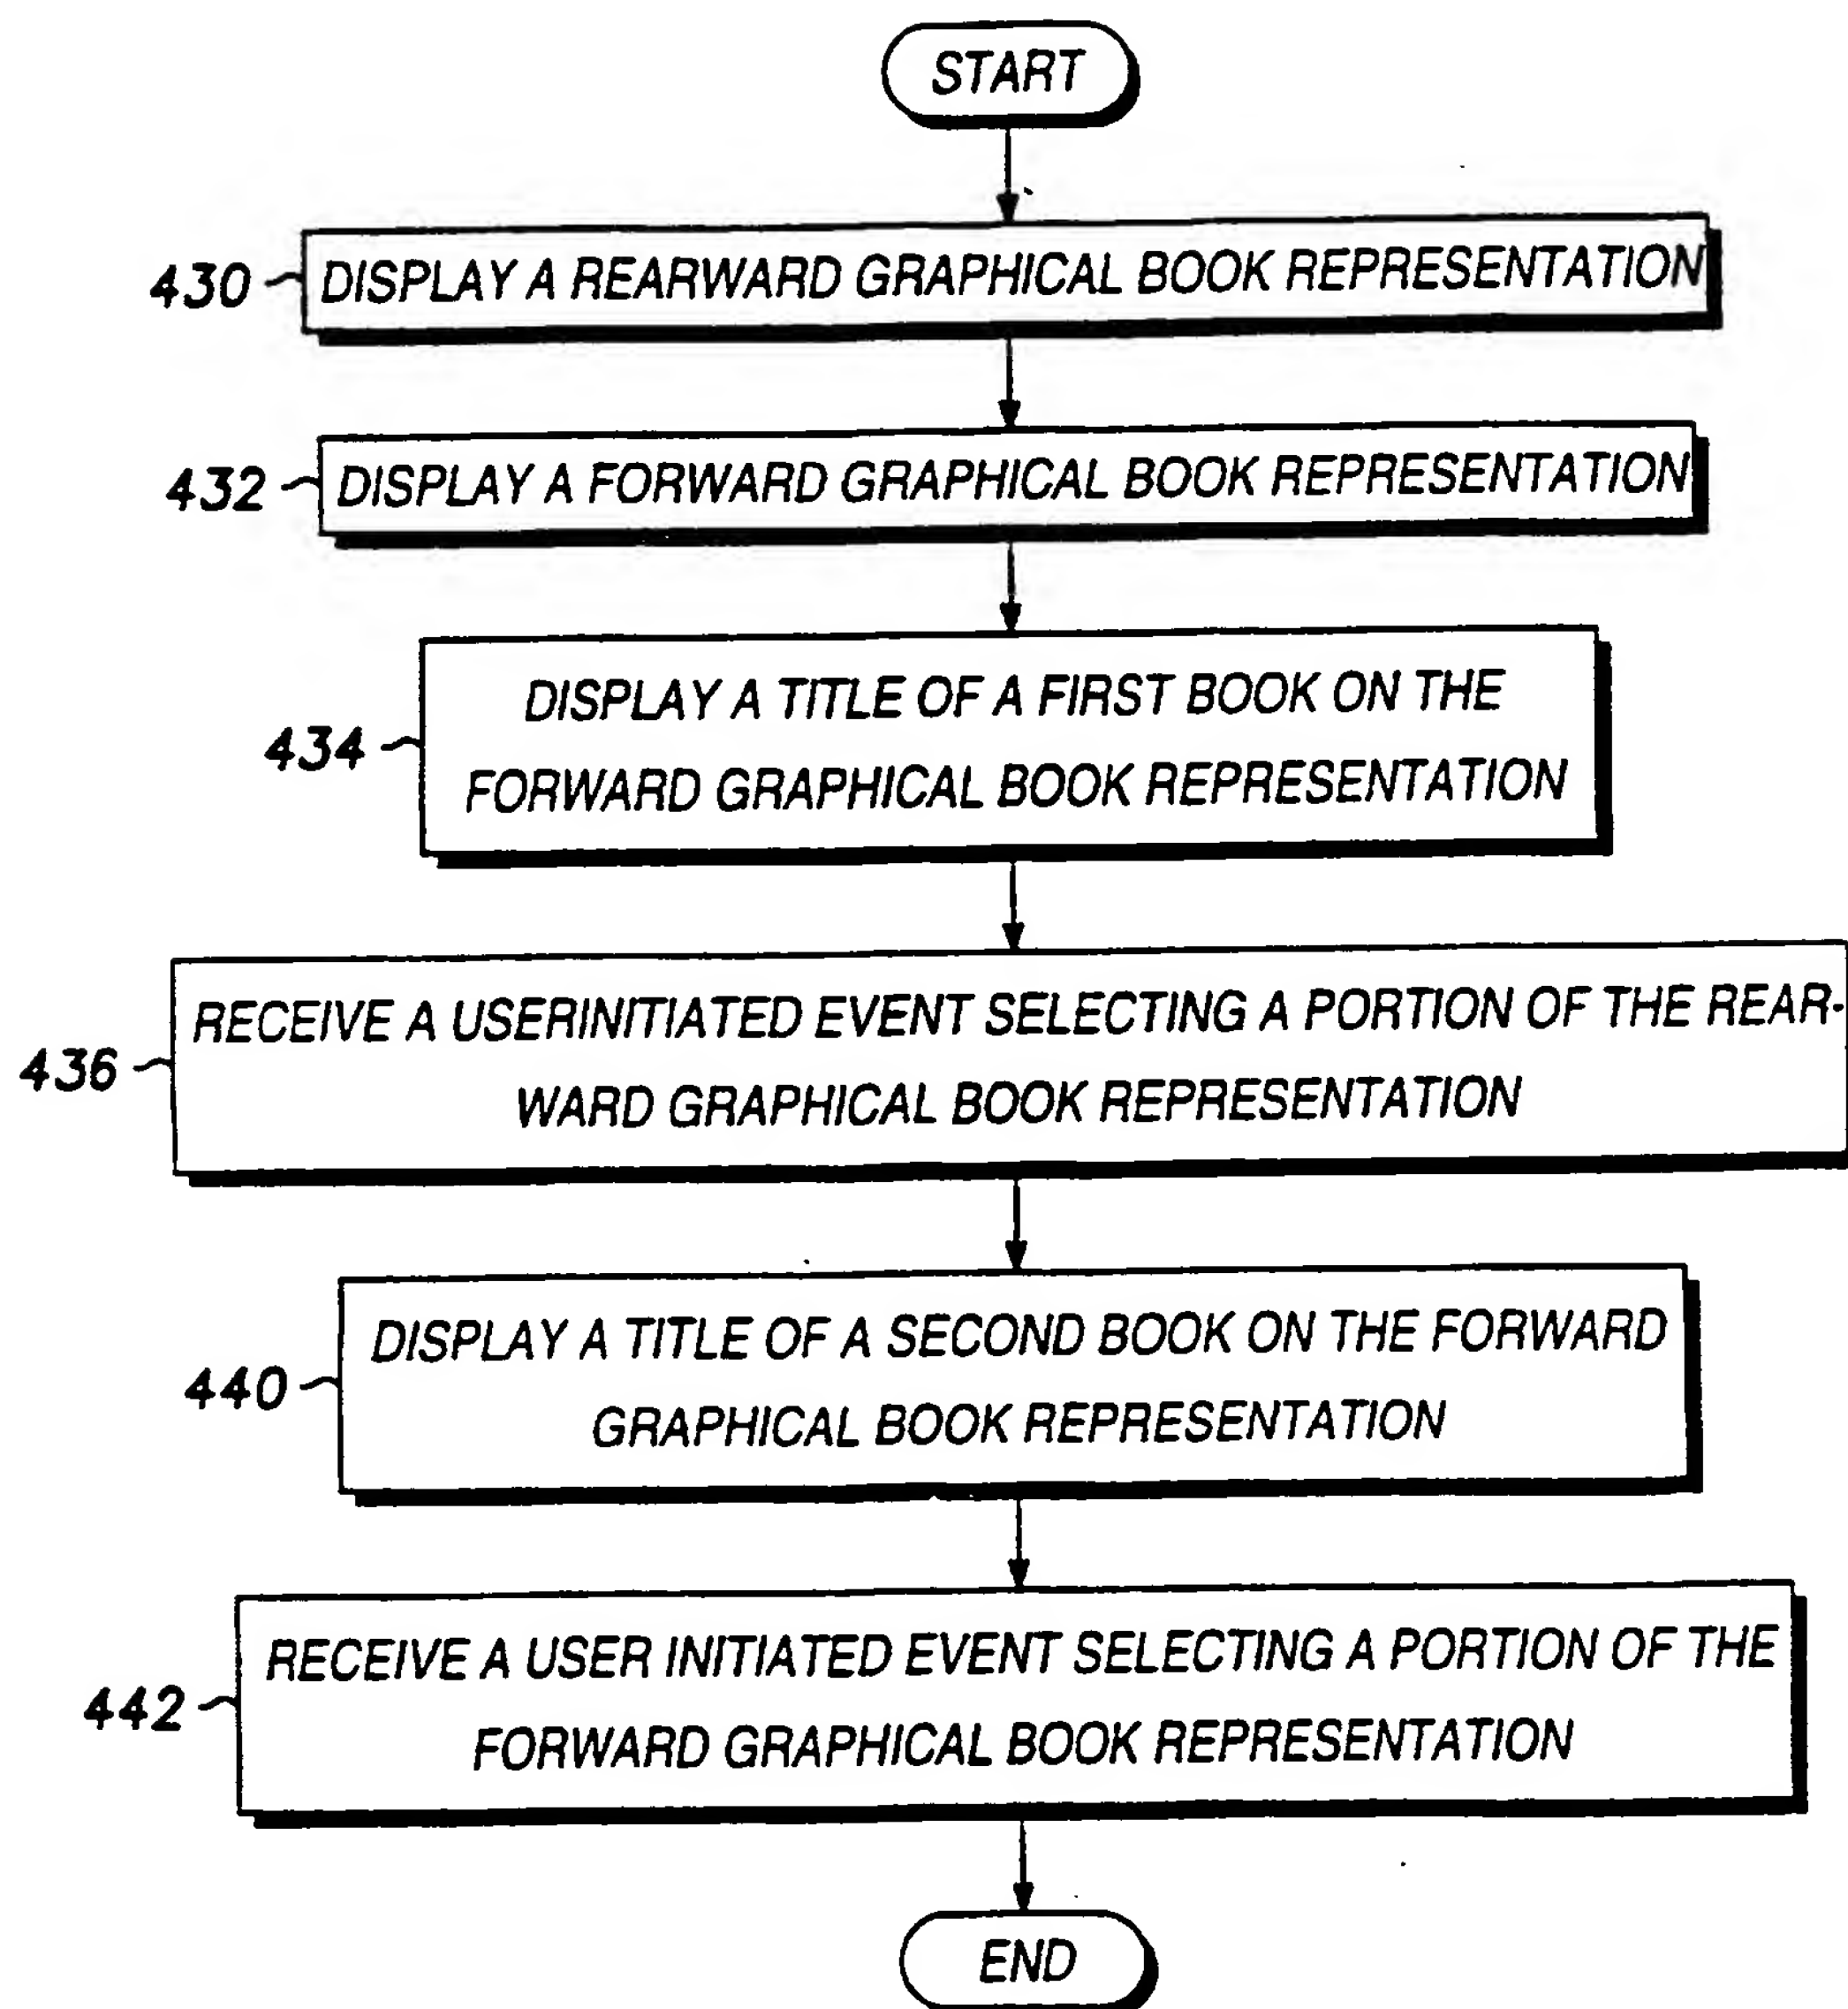 START
430 DISPLAY A REARWARD GRAPHICAL BOOK REPRESENTATION
432 DISPLAY A FORWARD GRAPHICAL BOOK REPRESENTATION
434 DISPLAY A TITLE OF A FIRST BOOK ON THE
FORWARD GRAPHICAL BOOK REPRESENTATION
436 RECEIVE A USERINITIATED EVENT SELECTING A PORTION OF THE REAR-
WARD GRAPHICAL BOOK REPRESENTATION
440 DISPLAY A TITLE OF A SECOND BOOK ON THE FORWARD
GRAPHICAL BOOK REPRESENTATION
442 RECEIVE A USER INITIATED EVENT SELECTING A PORTION OF THE
FORWARD GRAPHICAL BOOK REPRESENTATION
END